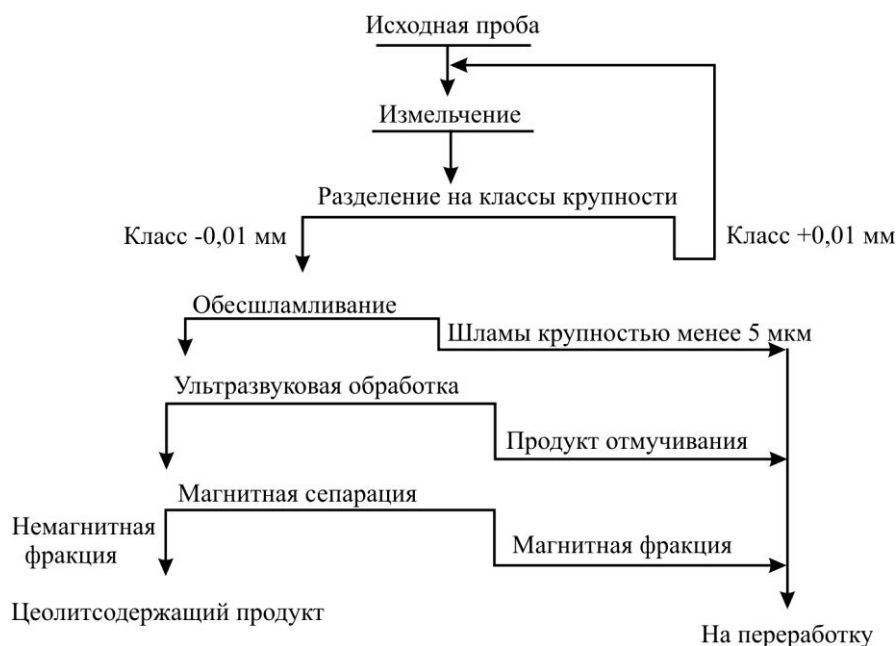 Исходная проба
Измельчение
Разделение на классы крупности
Класс -0,01 мм
Класс +0,01 мм
Обесшламливание
Шламы крупностью менее 5 мкм
Ультразвуковая обработка
Продукт отмучивания
Магнитная сепарация
Немагнитная
фракция
Магнитная фракция
Цеолитсодержащий продукт
На переработку